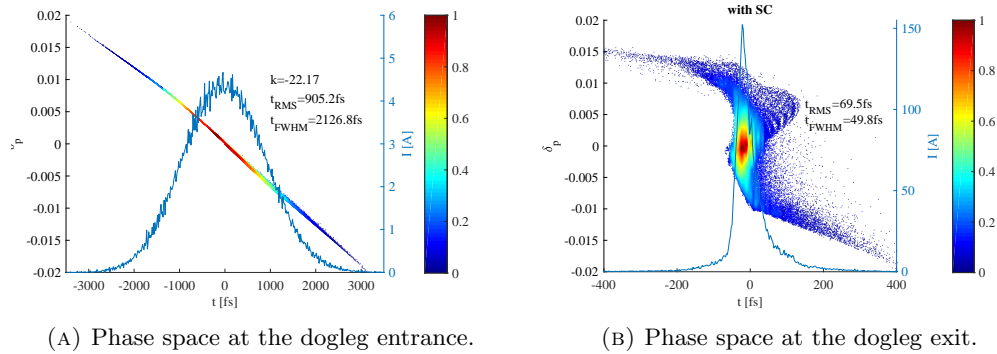 with SC
0.02
0.015
0.01
0.005
0
-0.005
-0.01
-0.015
-0.02
-3000 -2000 -1000 0 1000 2000 3000
t [fs]
6
5
4
3
2
1
0
I [A]
k=-22.17
t_RMS=905.2fs
t_FWHM=2126.8fs
1
0.8
0.6
0.4
0.2
0
(A) Phase space at the dogleg entrance.
0.02
0.015
0.01
0.005
0
-0.005
-0.01
-0.015
-0.02
δ_p
-400 -200 0 200 400
t [fs]
150
100
50
0
I [A]
t_RMS=69.5fs
t_FWHM=49.8fs
1
0.8
0.6
0.4
0.2
0
(B) Phase space at the dogleg exit.